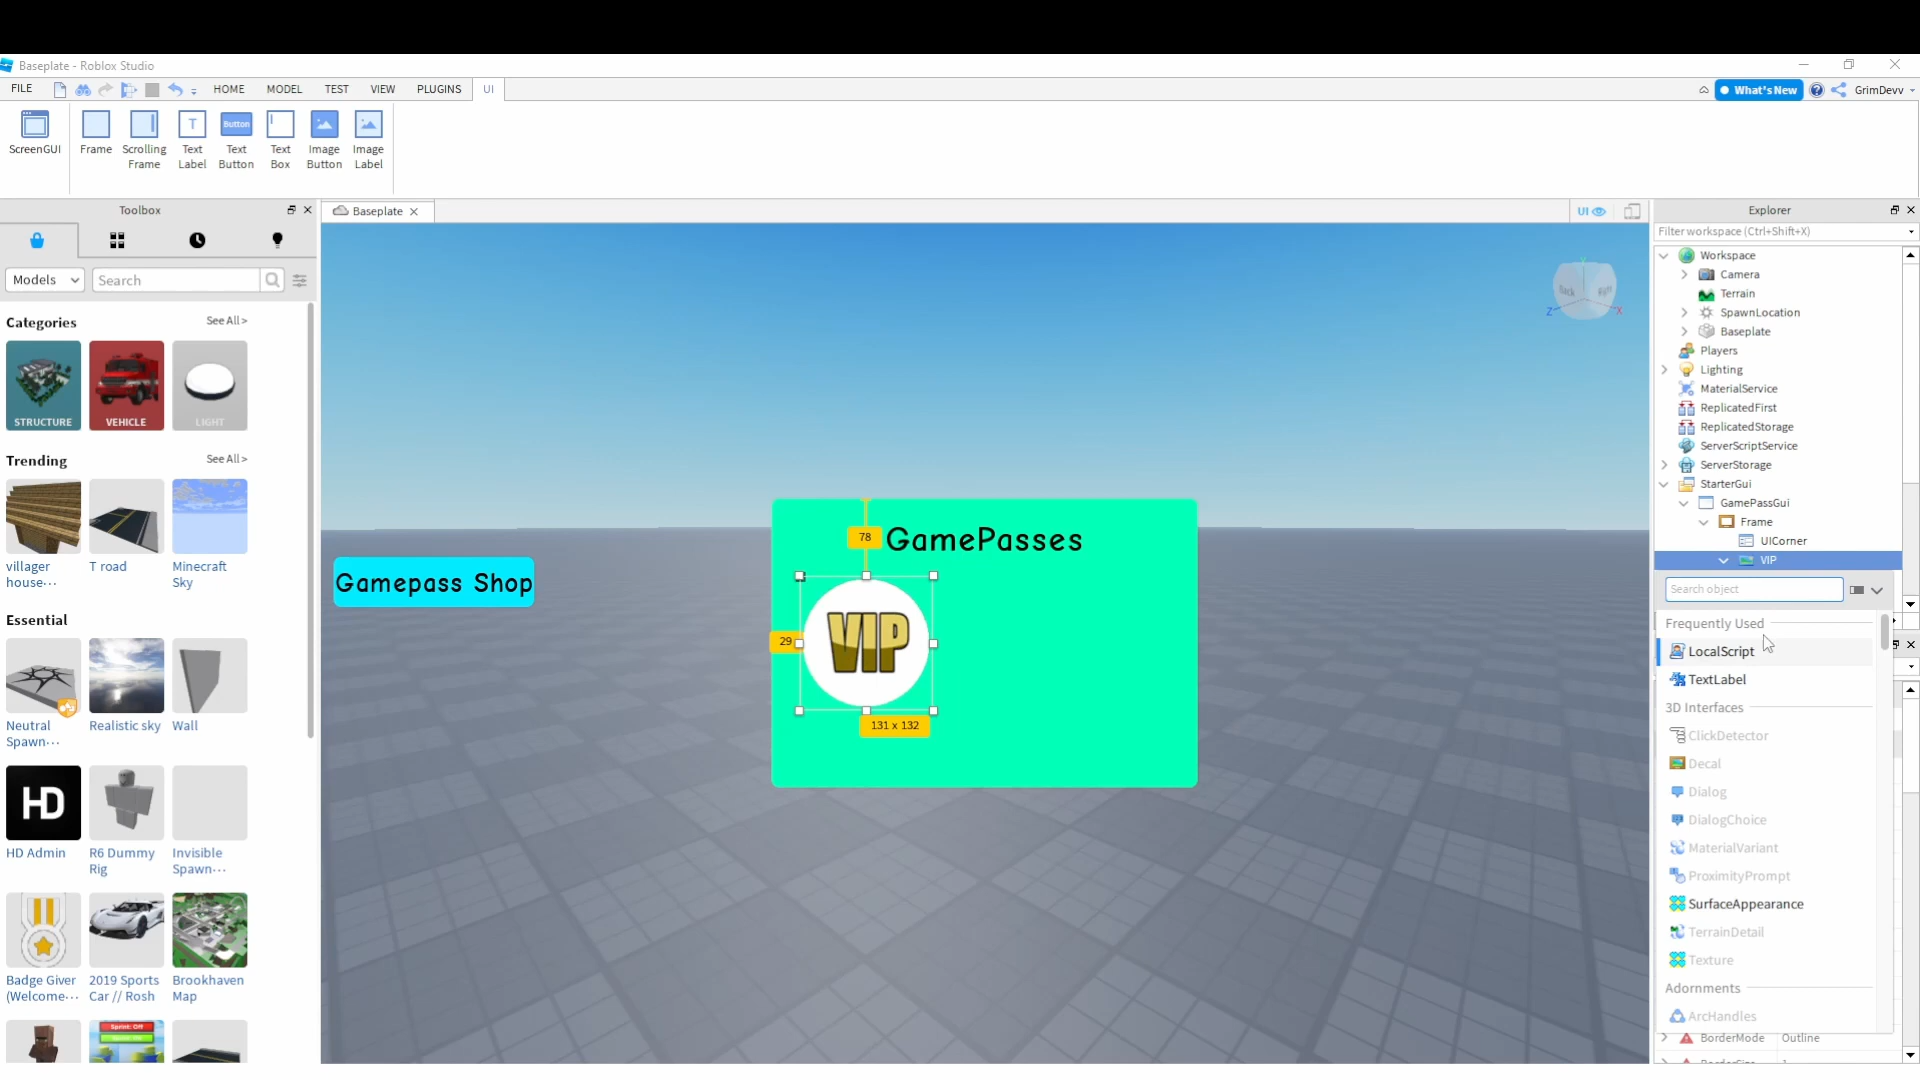 Baseplate - Roblox Studio
FILE
HOME
MODEL
TEST
VIEW
PLUGINS
UI
What's New
GrimDevv
ScreenGUI
Frame
Scrolling
Frame
Text
Label
Button
Text
Button
Text
Box
Image
Button
Image
Label
Toolbox
Baseplate
UI
Explorer
Filter workspace (Ctrl+Shift+X)
Models
Search
Categories
See All >
STRUCTURE
VEHICLE
LIGHT
Trending
See All >
villager
house...
T road
Minecraft
Sky
Essential
Neutral
Spawn...
Realistic sky
Wall
HD
HD Admin
R6 Dummy
Rig
Invisible
Spawn...
Badge Giver
(Welcome...
2019 Sports
Car // Rosh
Brookhaven
Map
Sprint: Off
Back
Right
Y
Z
X
Gamepass Shop
GamePasses
78
29
VIP
131 x 132
Workspace
Camera
Terrain
SpawnLocation
Baseplate
Players
Lighting
MaterialService
ReplicatedFirst
ReplicatedStorage
ServerScriptService
ServerStorage
StarterGui
GamePassGui
Frame
UICorner
VIP
Search object
Frequently Used
LocalScript
TextLabel
3D Interfaces
ClickDetector
Decal
Dialog
DialogChoice
MaterialVariant
ProximityPrompt
SurfaceAppearance
TerrainDetail
Texture
Adornments
ArcHandles
BorderMode
Outline